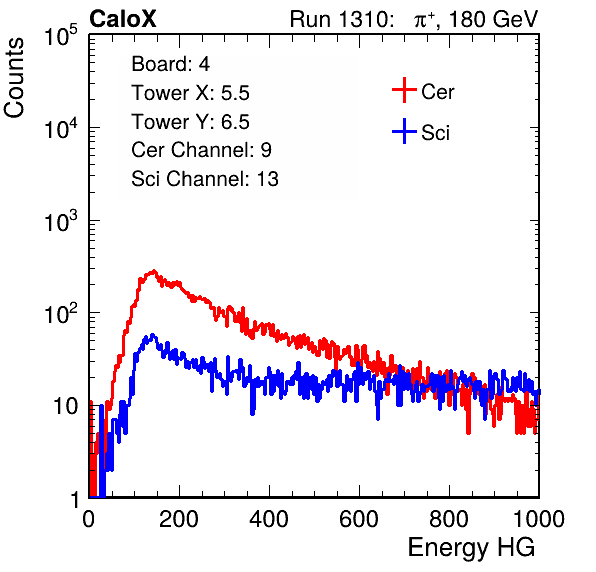 CaloX Run 1310: π⁺, 180 GeV
Counts
10⁵
10⁴
10³
10²
10
1
Board: 4
Tower X: 5.5
Tower Y: 6.5
Cer Channel: 9
Sci Channel: 13
Cer
Sci
0 200 400 600 800 1000
Energy HG